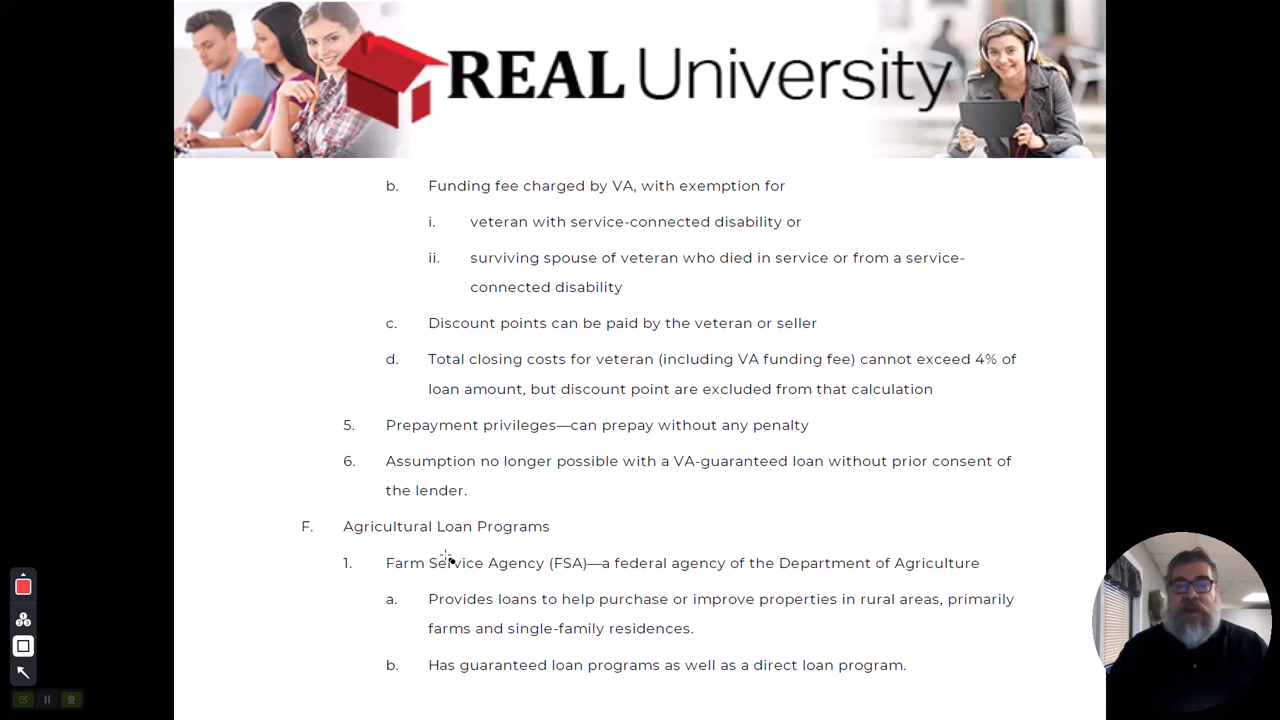 REAL University
b. Funding fee charged by VA, with exemption for
i. veteran with service-connected disability or
ii. surviving spouse of veteran who died in service or from a service-
connected disability
c. Discount points can be paid by the veteran or seller
d. Total closing costs for veteran (including VA funding fee) cannot exceed 4% of
loan amount, but discount point are excluded from that calculation
5. Prepayment privileges—can prepay without any penalty
6. Assumption no longer possible with a VA-guaranteed loan without prior consent of
the lender.
F. Agricultural Loan Programs
1. Farm Service Agency (FSA)—a federal agency of the Department of Agriculture
a. Provides loans to help purchase or improve properties in rural areas, primarily
farms and single-family residences.
b. Has guaranteed loan programs as well as a direct loan program.